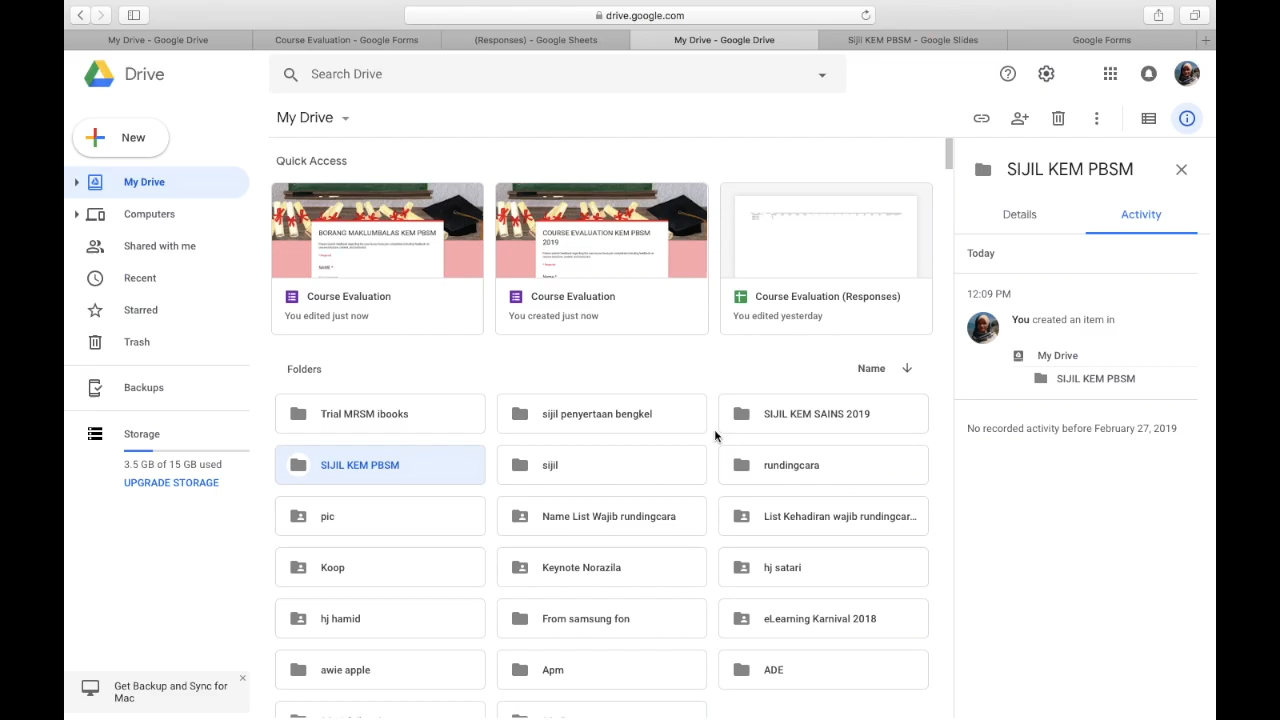 drive.google.com
My Drive - Google Drive
Course Evaluation - Google Forms
(Responses) - Google Sheets
My Drive - Google Drive
Sijil KEM PBSM - Google Slides
Google Forms
Drive
Search Drive
New
My Drive
My Drive
Computers
Shared with me
Recent
Starred
Trash
Backups
Storage
3.5 GB of 15 GB used
UPGRADE STORAGE
Get Backup and Sync for
Mac
Quick Access
BORANG MAKLUMBALAS KEM PBSM
NAME *
Course Evaluation
You edited just now
COURSE EVALUATION KEM PBSM
2019
Course Evaluation
You created just now
Course Evaluation (Responses)
You edited yesterday
Folders
Name
Trial MRSM ibooks
sijil penyertaan bengkel
SIJIL KEM SAINS 2019
SIJIL KEM PBSM
sijil
rundingcara
pic
Name List Wajib rundingcara
List Kehadiran wajib rundingcar...
Koop
Keynote Norazila
hj satari
hj hamid
From samsung fon
eLearning Karnival 2018
awie apple
Apm
ADE
SIJIL KEM PBSM
Details
Activity
Today
12:09 PM
You created an item in
My Drive
SIJIL KEM PBSM
No recorded activity before February 27, 2019